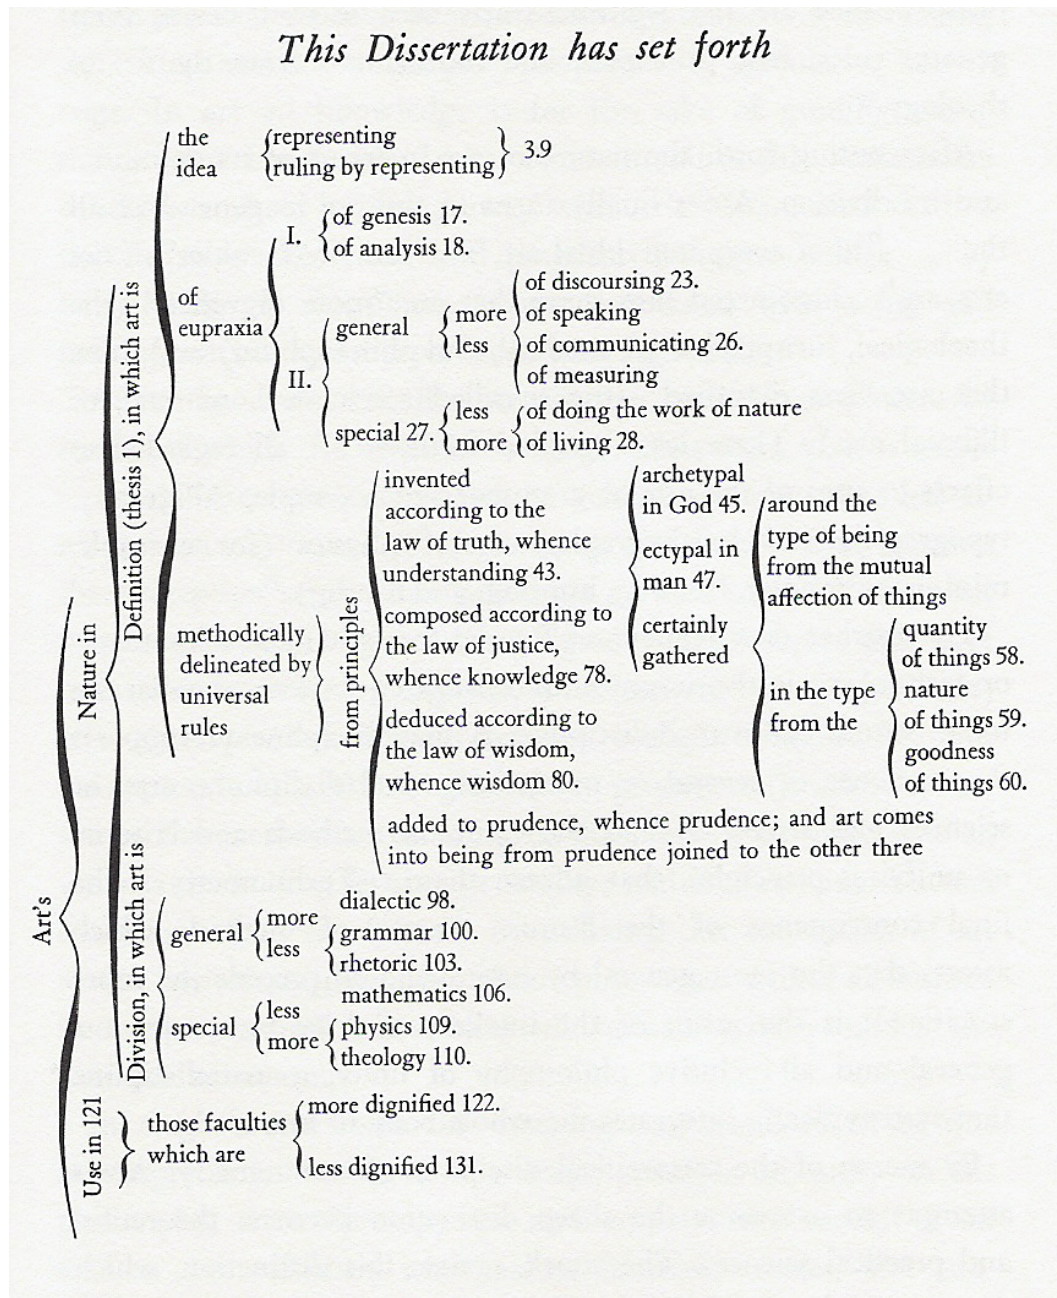 This Dissertation has set forth
Art's
Nature in
Definition (thesis 1), in which art is
the
idea
representing
ruling by representing
3.9
of
eupraxia
I.
of genesis 17.
of analysis 18.
II.
general
more
less
of discoursing 23.
of speaking
of communicating 26.
of measuring
special 27.
less
more
of doing the work of nature
of living 28.
methodically
delineated by
universal
rules
from principles
invented
according to the
law of truth, whence
understanding 43.
archetypal
in God 45.
ectypal in
man 47.
certainly
gathered
around the
type of being
from the mutual
affection of things
in the type
from the
quantity
of things 58.
nature
of things 59.
goodness
of things 60.
composed according to
the law of justice,
whence knowledge 78.
deduced according to
the law of wisdom,
whence wisdom 80.
added to prudence, whence prudence; and art comes
into being from prudence joined to the other three
Division, in which art is
general
more
less
dialectic 98.
grammar 100.
rhetoric 103.
special
less
more
mathematics 106.
physics 109.
theology 110.
Use in 121
those faculties
which are
more dignified 122.
less dignified 131.